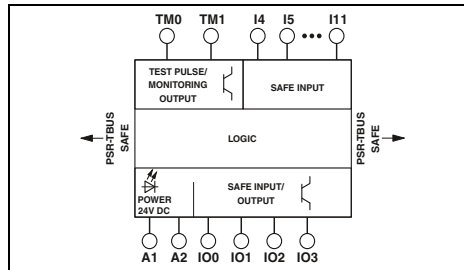 TM0 TM1 I4 I5 I11
TEST PULSE/
MONITORING
OUTPUT
SAFE INPUT
PSR-TBUS
SAFE
LOGIC
PSR-TBUS
SAFE
POWER
24V DC
SAFE INPUT/
OUTPUT
A1 A2 IO0 IO1 IO2 IO3